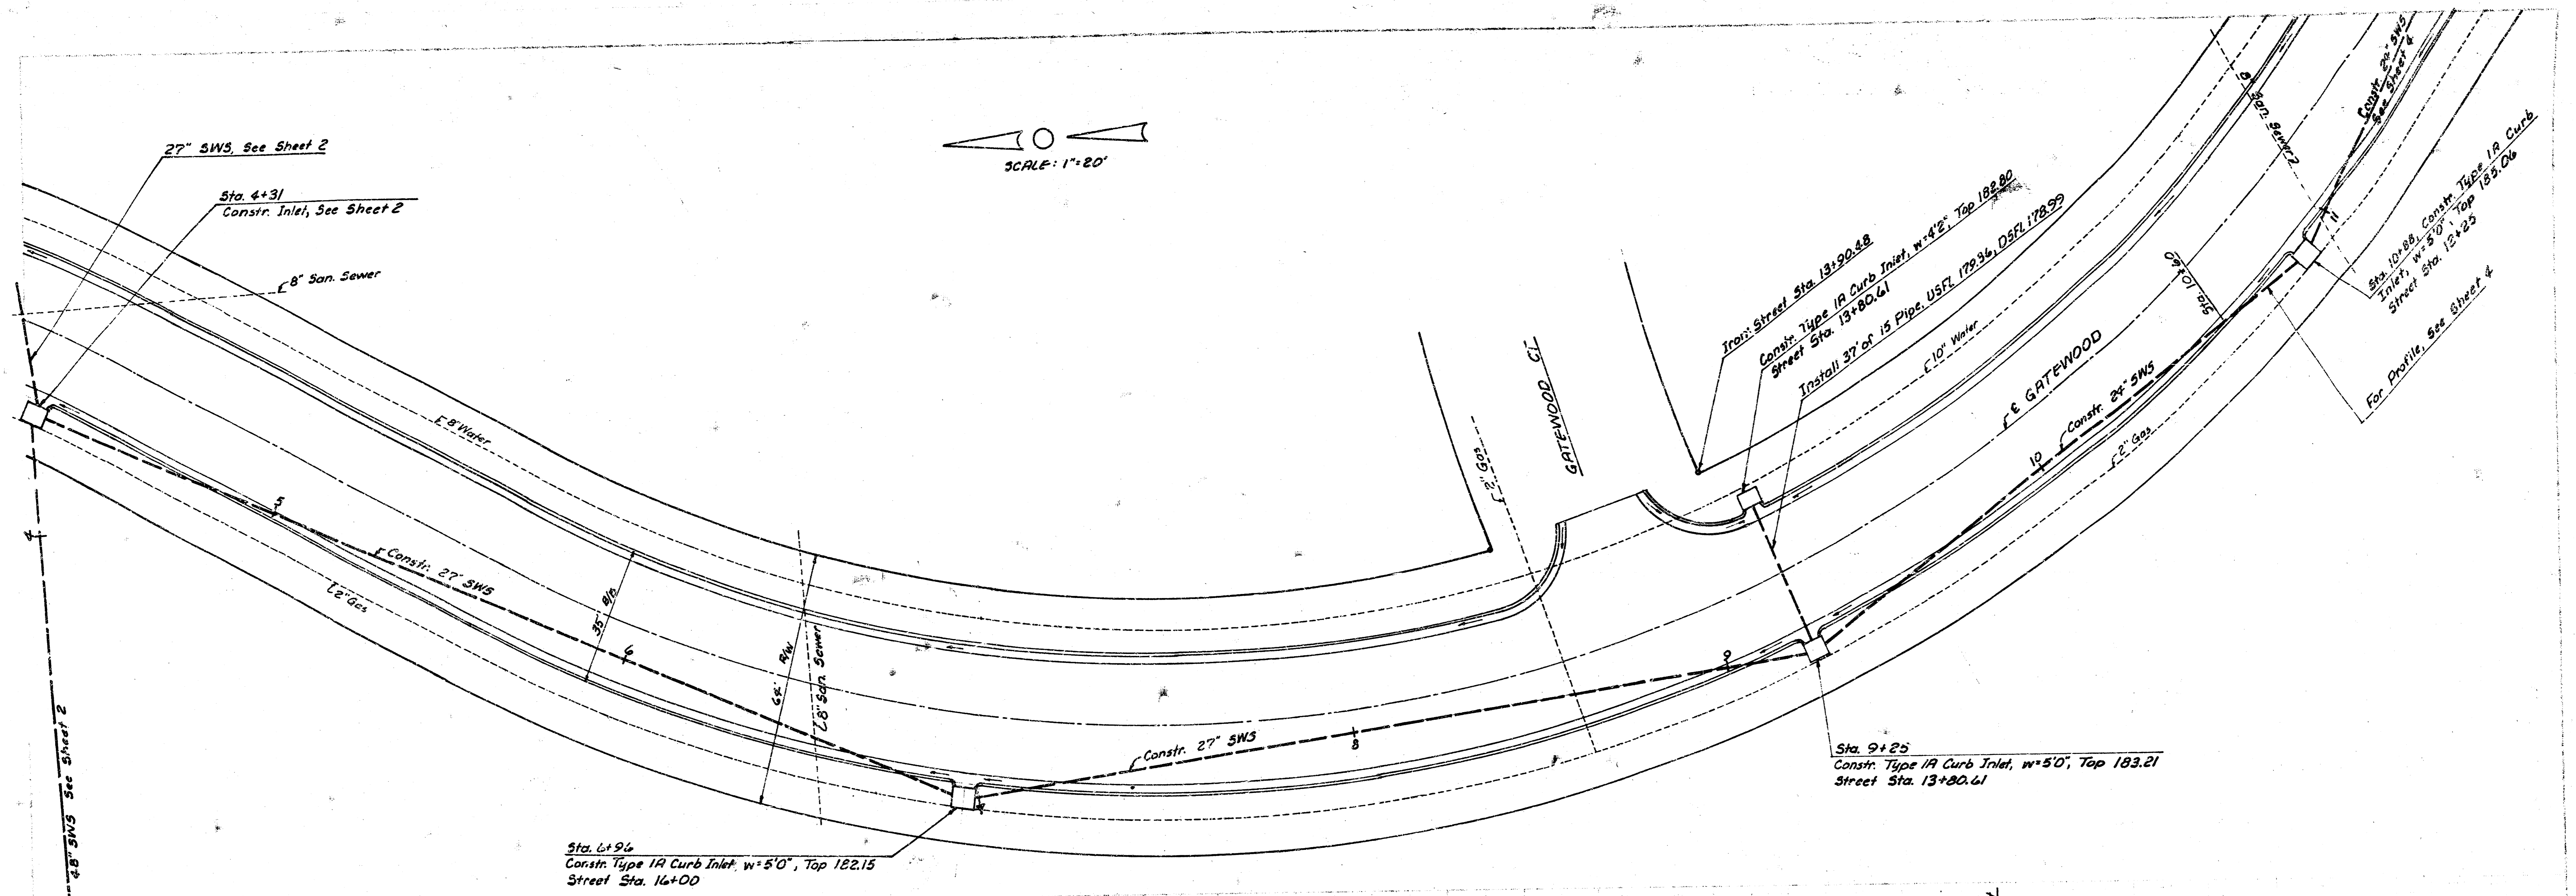 27" SWS, See Sheet 2
Sta. 4+31
Constr. Inlet, See Sheet 2
8" San. Sewer
SCALE: 1"=20'
8" Water
5
4
Constr. 27" SWS
2" Gas
35' B/B
6
64' R/W
8" San. Sewer
48" SWS See Sheet 2
Sta. 6+96
Constr. Type 1A Curb Inlet, w=5'0", Top 182.15
Street Sta. 16+00
Constr. 27" SWS
8
9
2" Gas
GATEWOOD CT.
Iron: Street Sta. 13+90.48
Constr. Type 1A Curb Inlet, w=4'2", Top 182.80
Street Sta. 13+80.61
Install 37' of 15 Pipe, USFL 179.36, DSFL 178.99
10" Water
₠ GATEWOOD
Constr. 24" SWS
10
2" Gas
Sta. 10+60
Sta. 9+25
Constr. Type 1A Curb Inlet, w=5'0", Top 183.21
Street Sta. 13+80.61
8" San. Sewer
Constr. 24" SWS
See Sheet 4
11
Sta. 10+88, Constr. Type 1A Curb
Inlet, w=5'0", Top 185.06
Street Sta. 12+25
For Profile, See Sheet 4